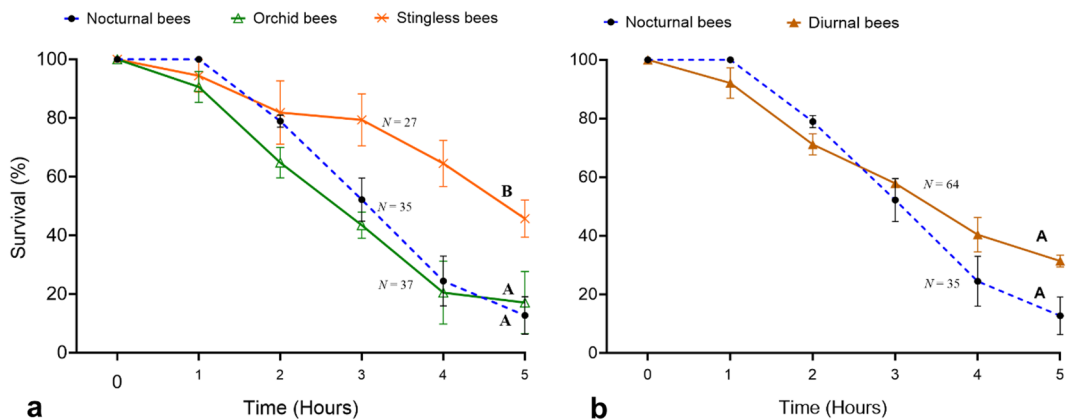 Nocturnal bees Orchid bees Stingless bees
100
80
60
40
20
0
Survival (%)
N = 27
N = 35
N = 37
B
A
A
0 1 2 3 4 5
Time (Hours)
a
Nocturnal bees Diurnal bees
100
80
60
40
20
0
N = 64
N = 35
A
A
0 1 2 3 4 5
Time (Hours)
b